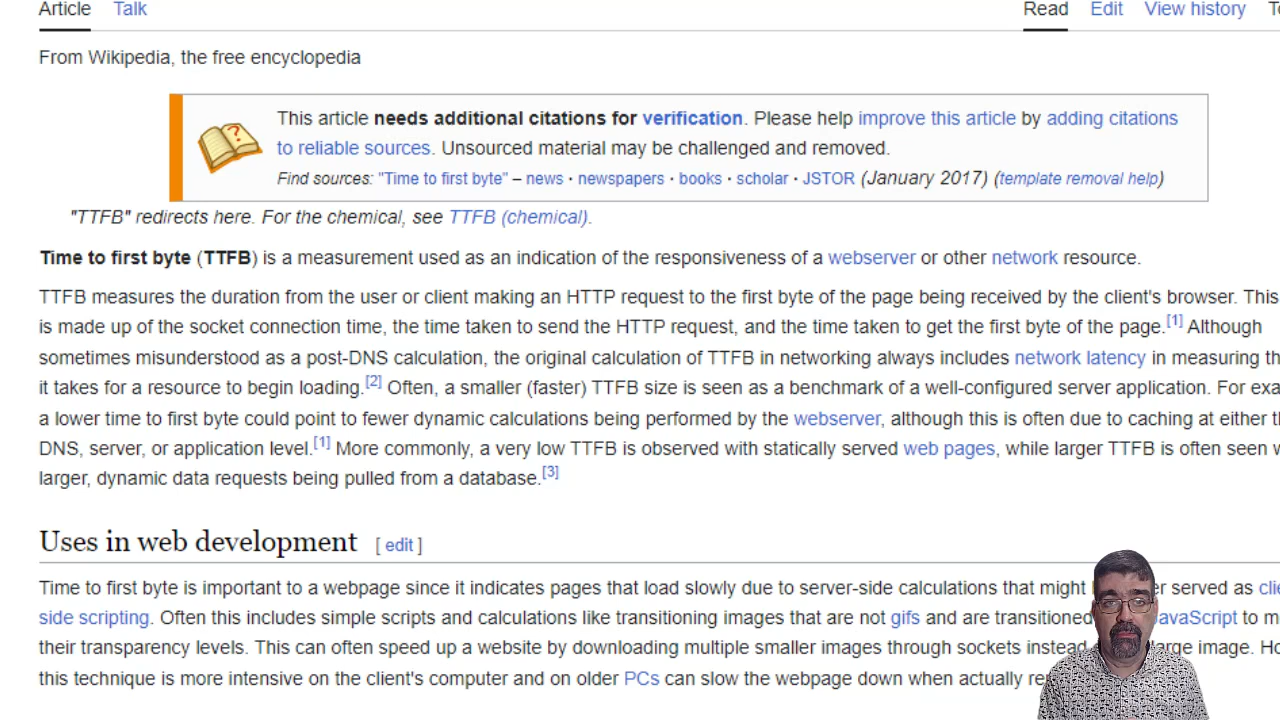 Article Talk Read Edit View history
From Wikipedia, the free encyclopedia
This article needs additional citations for verification. Please help improve this article by adding citations
to reliable sources. Unsourced material may be challenged and removed.
Find sources: "Time to first byte" – news · newspapers · books · scholar · JSTOR (January 2017) (template removal help)
"TTFB" redirects here. For the chemical, see TTFB (chemical).
Time to first byte (TTFB) is a measurement used as an indication of the responsiveness of a webserver or other network resource.
TTFB measures the duration from the user or client making an HTTP request to the first byte of the page being received by the client's browser. This
is made up of the socket connection time, the time taken to send the HTTP request, and the time taken to get the first byte of the page.[1] Although
sometimes misunderstood as a post-DNS calculation, the original calculation of TTFB in networking always includes network latency in measuring
it takes for a resource to begin loading.[2] Often, a smaller (faster) TTFB size is seen as a benchmark of a well-configured server application. For
a lower time to first byte could point to fewer dynamic calculations being performed by the webserver, although this is often due to caching at either
DNS, server, or application level.[1] More commonly, a very low TTFB is observed with statically served web pages, while larger TTFB is often seen
larger, dynamic data requests being pulled from a database.[3]
Uses in web development [ edit ]
Time to first byte is important to a webpage since it indicates pages that load slowly due to server-side calculations that might served as
side scripting. Often this includes simple scripts and calculations like transitioning images that are not gifs and are transitioned JavaScript to
their transparency levels. This can often speed up a website by downloading multiple smaller images through sockets instead large image.
this technique is more intensive on the client's computer and on older PCs can slow the webpage down when actually